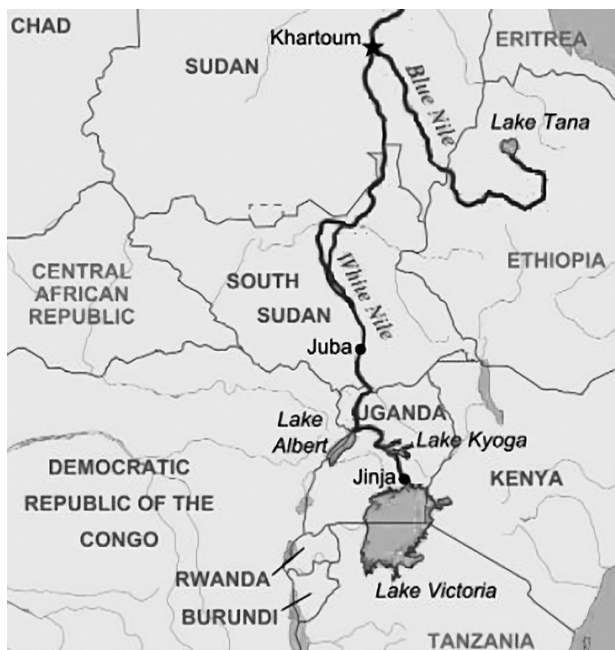 CHAD
Khartoum
ERITREA
SUDAN
Blue Nile
Lake Tana
CENTRAL
AFRICAN
REPUBLIC
SOUTH
SUDAN
White Nile
ETHIOPIA
Juba
Lake
Albert
UGANDA
Lake Kyoga
DEMOCRATIC
REPUBLIC OF THE
CONGO
Jinja
KENYA
RWANDA
Lake Victoria
BURUNDI
TANZANIA